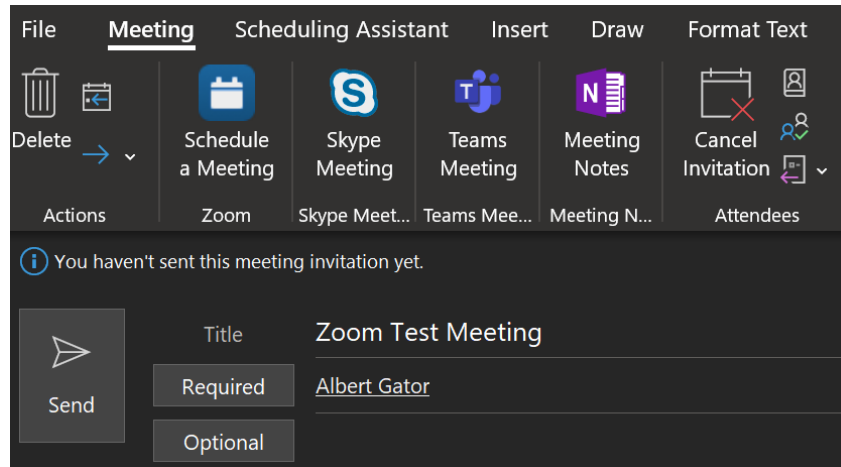 File Meeting Scheduling Assistant Insert Draw Format Text
Delete
Schedule
a Meeting
Skype
Meeting
Teams
Meeting
Meeting
Notes
Cancel
Invitation
Actions Zoom Skype Meet... Teams Mee... Meeting N... Attendees
You haven't sent this meeting invitation yet.
Send
Title Zoom Test Meeting
Required Albert Gator
Optional